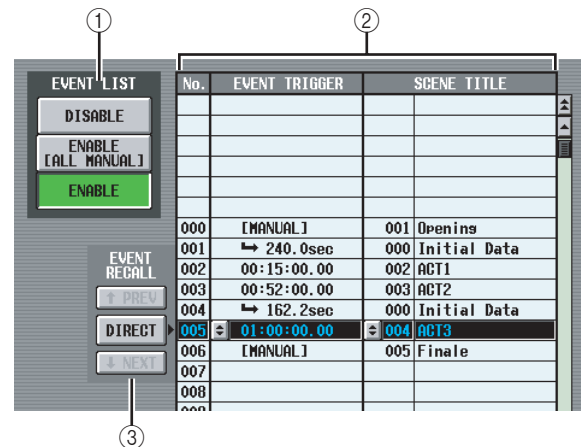 ① ②
EVENT LIST
DISABLE
ENABLE
[ALL MANUAL]
ENABLE
EVENT
RECALL
↑ PREV
DIRECT
↓ NEXT
③
No. EVENT TRIGGER SCENE TITLE
000 [MANUAL] 001 Opening
001 ↳ 240.0sec 000 Initial Data
002 00:15:00.00 002 ACT1
003 00:52:00.00 003 ACT2
004 ↳ 162.2sec 000 Initial Data
005 01:00:00.00 004 ACT3
006 [MANUAL] 005 Finale
007
008